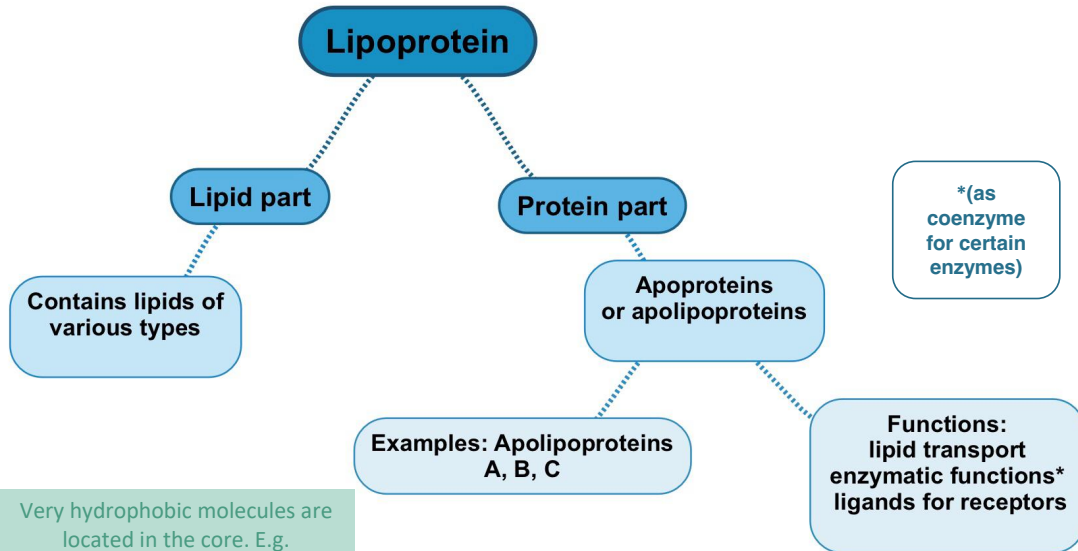 Lipoprotein
Lipid part
Protein part
*(as
coenzyme
for certain
enzymes)
Contains lipids of
various types
Apoproteins
or apolipoproteins
Examples: Apolipoproteins
A, B, C
Functions:
lipid transport
enzymatic functions*
ligands for receptors
Very hydrophobic molecules are
located in the core. E.g.